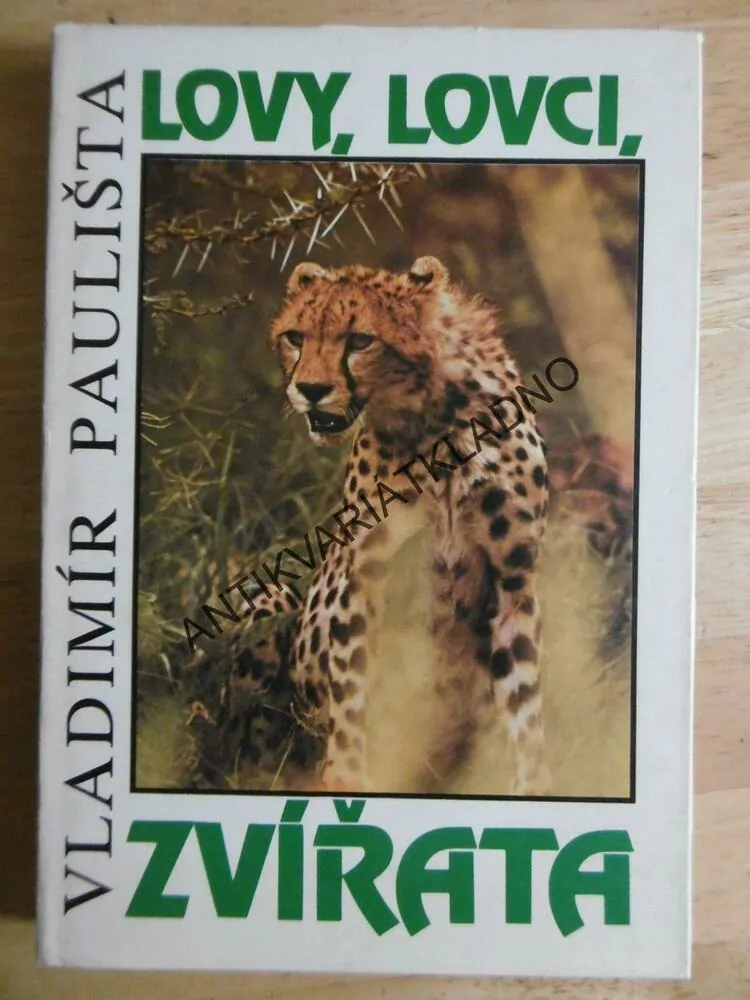 VLADIMÍR PAULIŠTA
LOVY, LOVCI,
ZVÍŘATA
ANTIKVARIÁTKLADNO